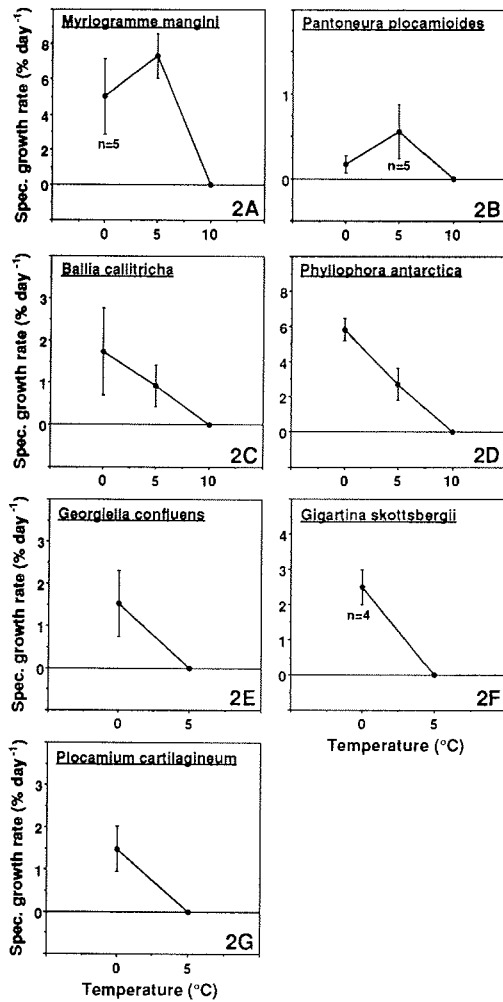 Myriogramme mangini
Spec. growth rate (% day⁻¹)
8
6
4
2
0
n=5
0 5 10
2A
Pantoneura plocamioides
1
0
n=5
0 5 10
2B
Ballia callitricha
Spec. growth rate (% day⁻¹)
3
2
1
0
0 5 10
2C
Phyllophora antarctica
6
4
2
0
0 5 10
2D
Georgiella confluens
Spec. growth rate (% day⁻¹)
3
2
1
0
0 5
2E
Gigartina skottsbergii
4
3
2
1
0
n=4
0 5
2F
Temperature (°C)
Plocamium cartilagineum
Spec. growth rate (% day⁻¹)
3
2
1
0
0 5
2G
Temperature (°C)